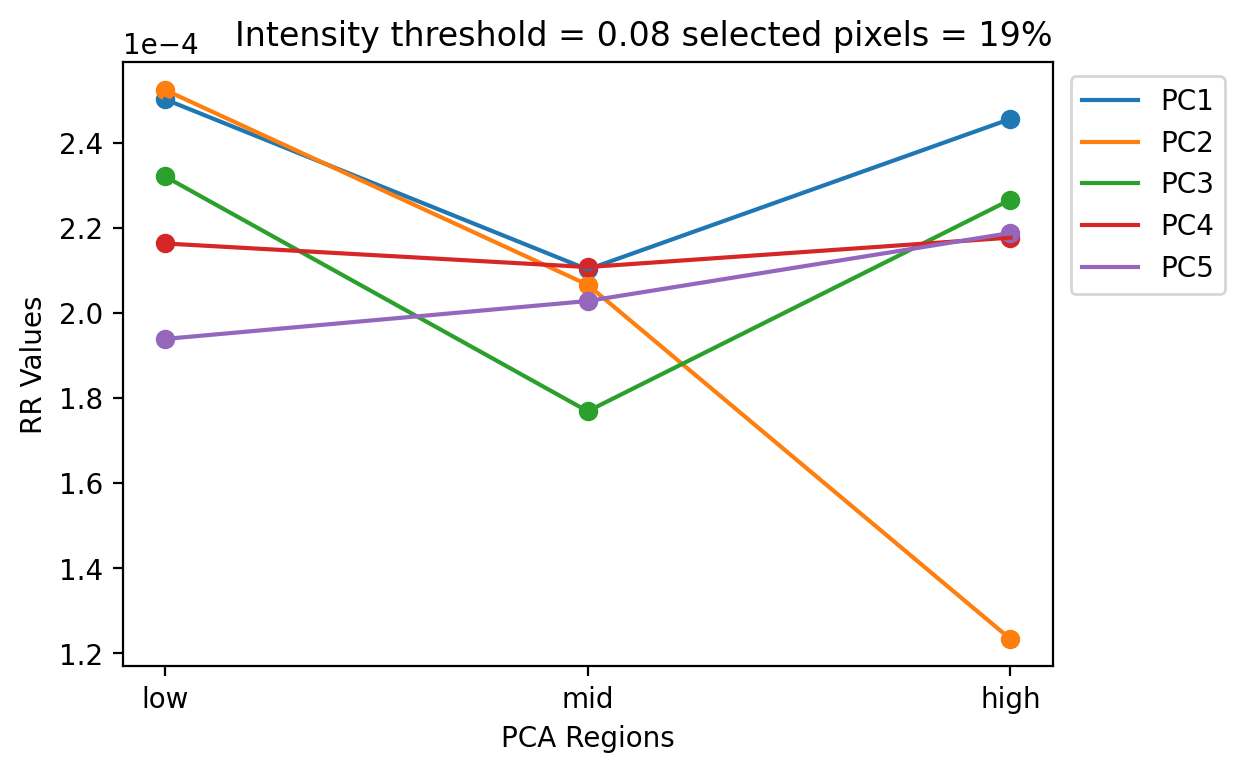 Intensity threshold = 0.08 selected pixels = 19%
1e−4
2.4
2.2
2.0
1.8
1.6
1.4
1.2
RR Values
low
mid
high
PCA Regions
PC1
PC2
PC3
PC4
PC5